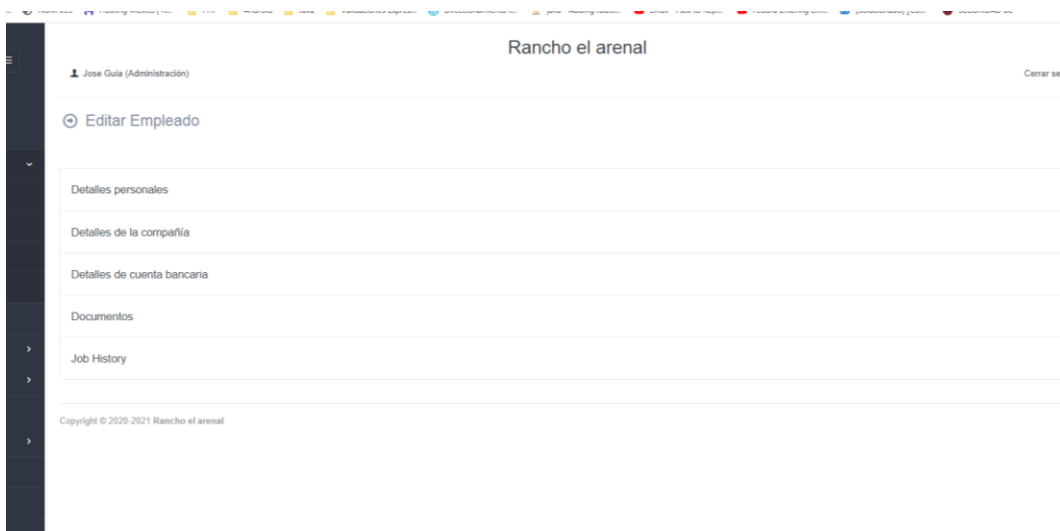 Rancho el arenal
Jose Guia (Administración)
Cerrar se
Editar Empleado
Detalles personales
Detalles de la compañía
Detalles de cuenta bancaria
Documentos
Job History
Copyright © 2020-2021 Rancho el arenal